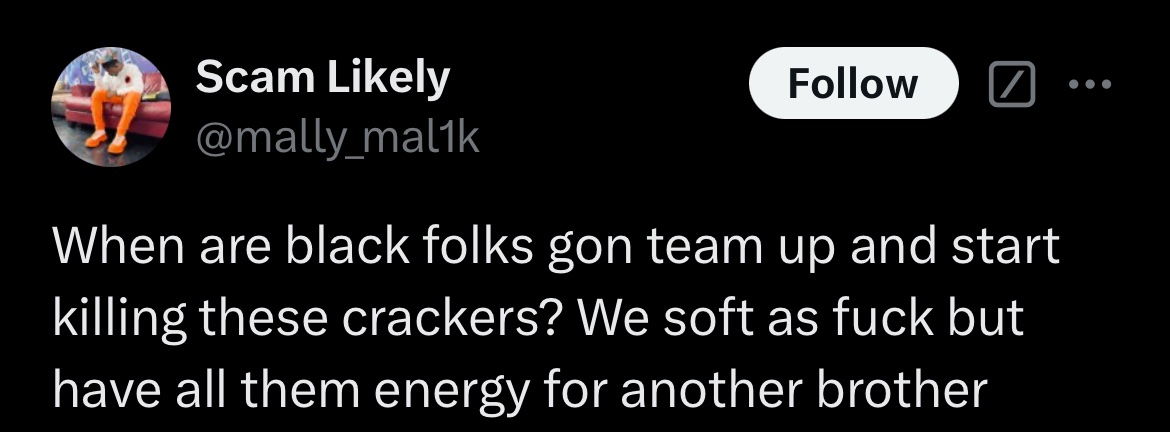 Scam Likely
Follow
@mally_mal1k
When are black folks gon team up and start
killing these crackers? We soft as fuck but
have all them energy for another brother